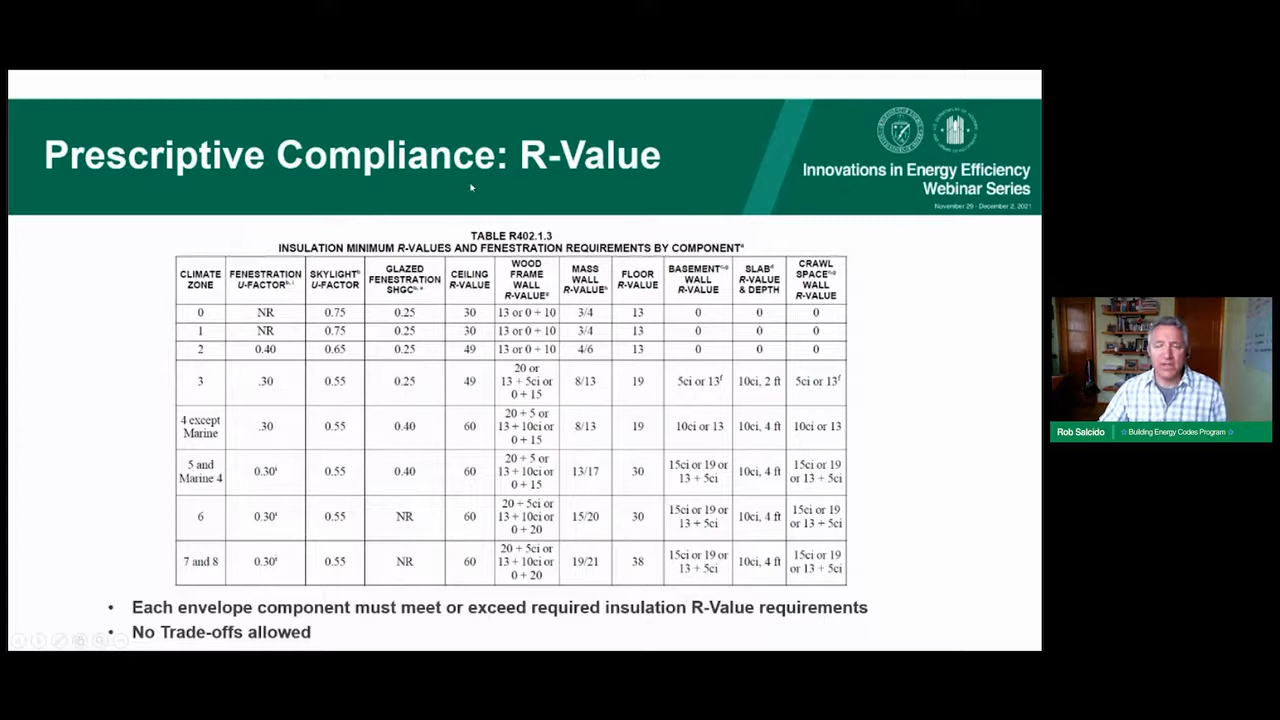 Prescriptive Compliance: R-Value
Innovations in Energy Efficiency
Webinar Series
November 29 - December 2, 2021
TABLE R402.1.3
INSULATION MINIMUM R-VALUES AND FENESTRATION REQUIREMENTS BY COMPONENTᵃ
CLIMATE ZONE FENESTRATION U-FACTORᵇ, ⁱ SKYLIGHTᵇ U-FACTOR GLAZED FENESTRATION SHGCᵇ, ᵉ CEILING R-VALUE WOOD FRAME WALL R-VALUEᵍ MASS WALL R-VALUEʰ FLOOR R-VALUE BASEMENTᶜ,ᵍ WALL R-VALUE SLABᵈ R-VALUE & DEPTH CRAWL SPACEᶜ,ᵍ WALL R-VALUE
0 NR 0.75 0.25 30 13 or 0 + 10 3/4 13 0 0 0
1 NR 0.75 0.25 30 13 or 0 + 10 3/4 13 0 0 0
2 0.40 0.65 0.25 49 13 or 0 + 10 4/6 13 0 0 0
3 .30 0.55 0.25 49 20 or 13 + 5ci or 0 + 15 8/13 19 5ci or 13ᶠ 10ci, 2 ft 5ci or 13ᶠ
4 except Marine .30 0.55 0.40 60 20 + 5 or 13 + 10ci or 0 + 15 8/13 19 10ci or 13 10ci, 4 ft 10ci or 13
5 and Marine 4 0.30ⁱ 0.55 0.40 60 20 + 5 or 13 + 10ci or 0 + 15 13/17 30 15ci or 19 or 13 + 5ci 10ci, 4 ft 15ci or 19 or 13 + 5ci
6 0.30ⁱ 0.55 NR 60 20 + 5ci or 13 + 10ci or 0 + 20 15/20 30 15ci or 19 or 13 + 5ci 10ci, 4 ft 15ci or 19 or 13 + 5ci
7 and 8 0.30ⁱ 0.55 NR 60 20 + 5ci or 13 + 10ci or 0 + 20 19/21 38 15ci or 19 or 13 + 5ci 10ci, 4 ft 15ci or 19 or 13 + 5ci
• Each envelope component must meet or exceed required insulation R-Value requirements
• No Trade-offs allowed
Rob Salcido ☆ Building Energy Codes Program ☆